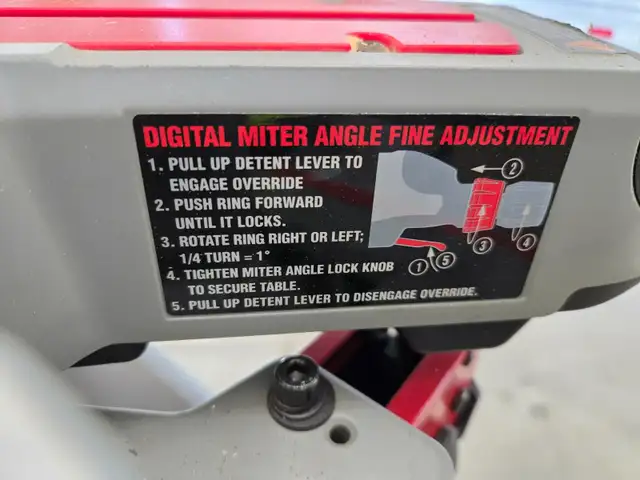 DIGITAL MITER ANGLE FINE ADJUSTMENT
1. PULL UP DETENT LEVER TO
ENGAGE OVERRIDE
2. PUSH RING FORWARD
UNTIL IT LOCKS.
3. ROTATE RING RIGHT OR LEFT;
1/4 TURN = 1°
4. TIGHTEN MITER ANGLE LOCK KNOB
TO SECURE TABLE.
5. PULL UP DETENT LEVER TO DISENGAGE OVERRIDE.
2
1
5
3
4